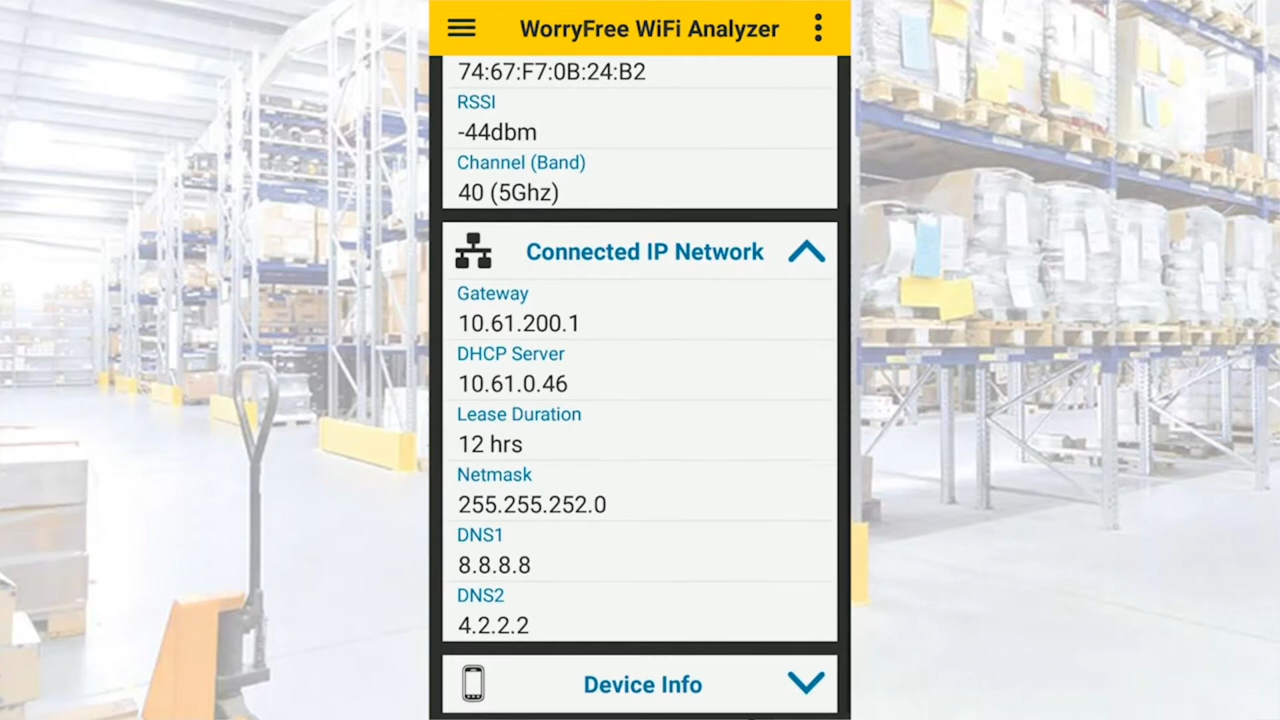 WorryFree WiFi Analyzer
74:67:F7:0B:24:B2
RSSI
-44dbm
Channel (Band)
40 (5Ghz)
Connected IP Network
Gateway
10.61.200.1
DHCP Server
10.61.0.46
Lease Duration
12 hrs
Netmask
255.255.252.0
DNS1
8.8.8.8
DNS2
4.2.2.2
Device Info